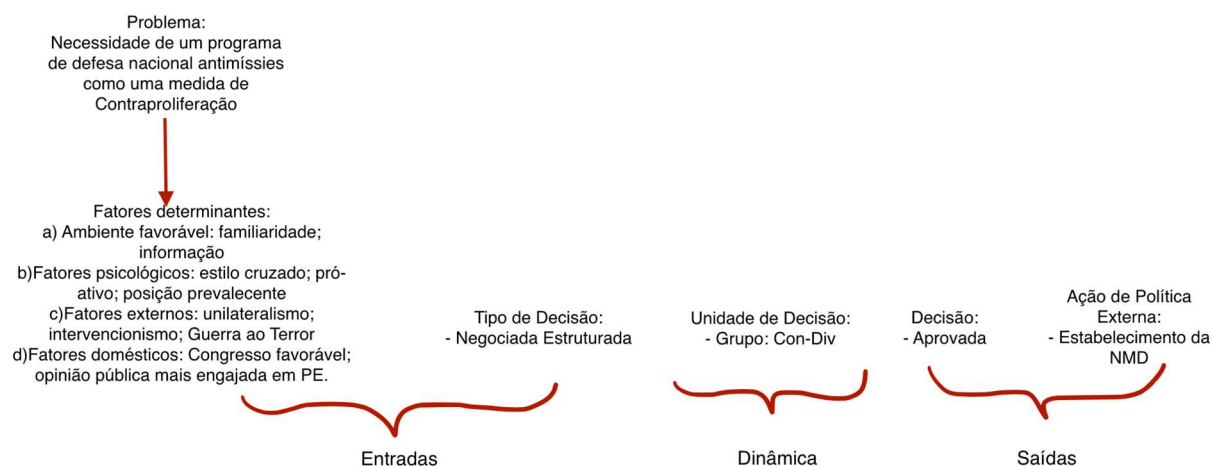 Problema:
Necessidade de um programa
de defesa nacional antimíssies
como uma medida de
Contraproliferação
Fatores determinantes:
a) Ambiente favorável: familiaridade;
informação
b)Fatores psicológicos: estilo cruzado; pró-
ativo; posição prevalecente
c)Fatores externos: unilateralismo;
intervencionismo; Guerra ao Terror
d)Fatores domésticos: Congresso favorável;
opinião pública mais engajada em PE.
Tipo de Decisão:
- Negociada Estruturada
Unidade de Decisão:
- Grupo: Con-Div
Decisão:
- Aprovada
Ação de Política
Externa:
- Estabelecimento da
NMD
Entradas
Dinâmica
Saídas